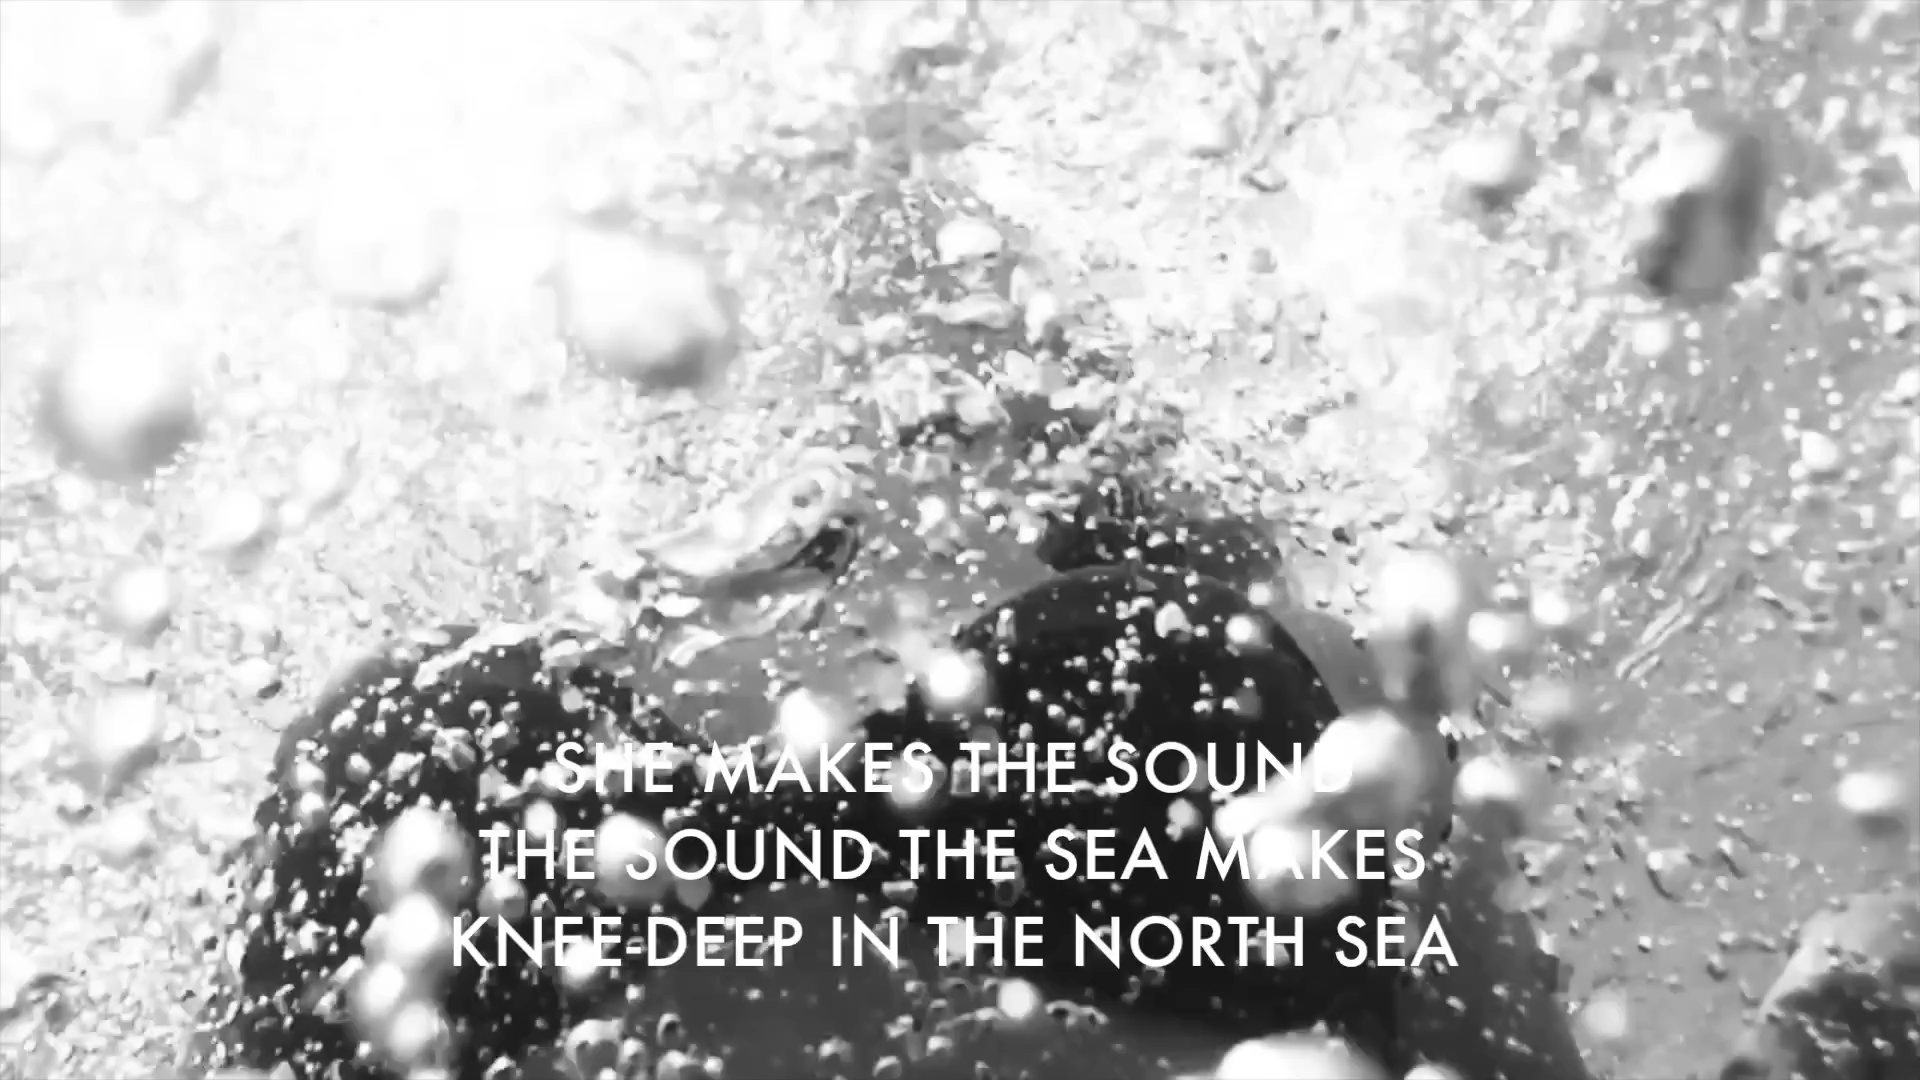 SHE MAKES THE SOUND
THE SOUND THE SEA MAKES
KNEE-DEEP IN THE NORTH SEA